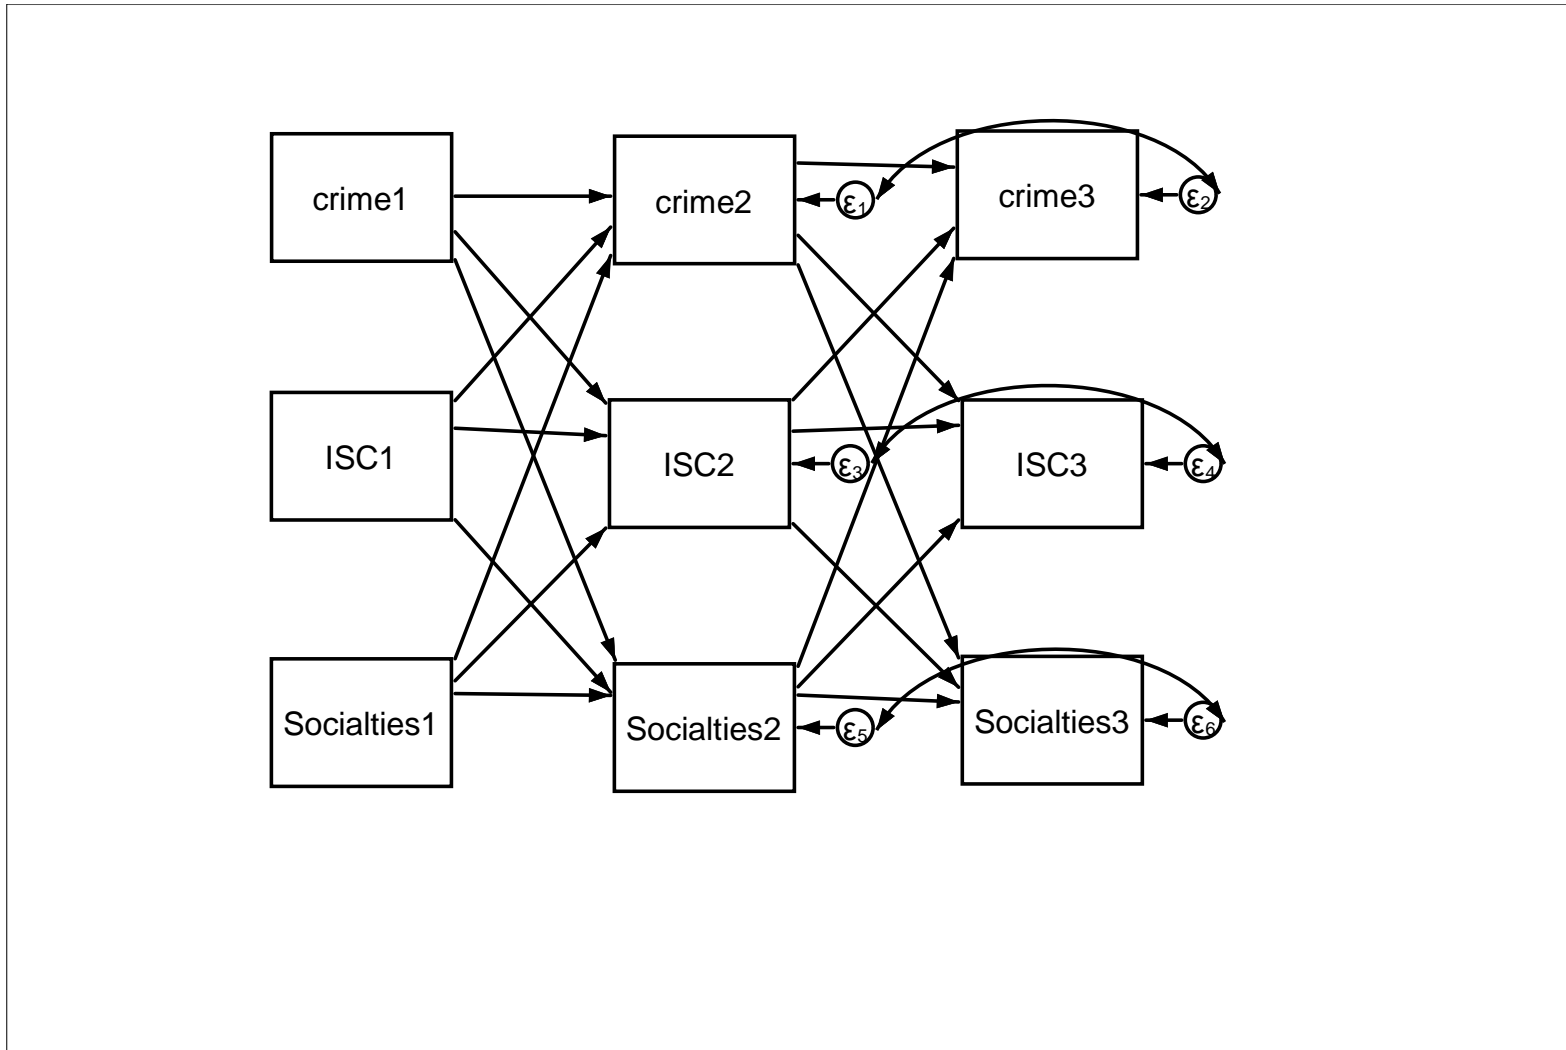 crime1
crime2
ε1
crime3
ε2
ISC1
ISC2
ε3
ISC3
ε4
Socialties1
Socialties2
ε5
Socialties3
ε6